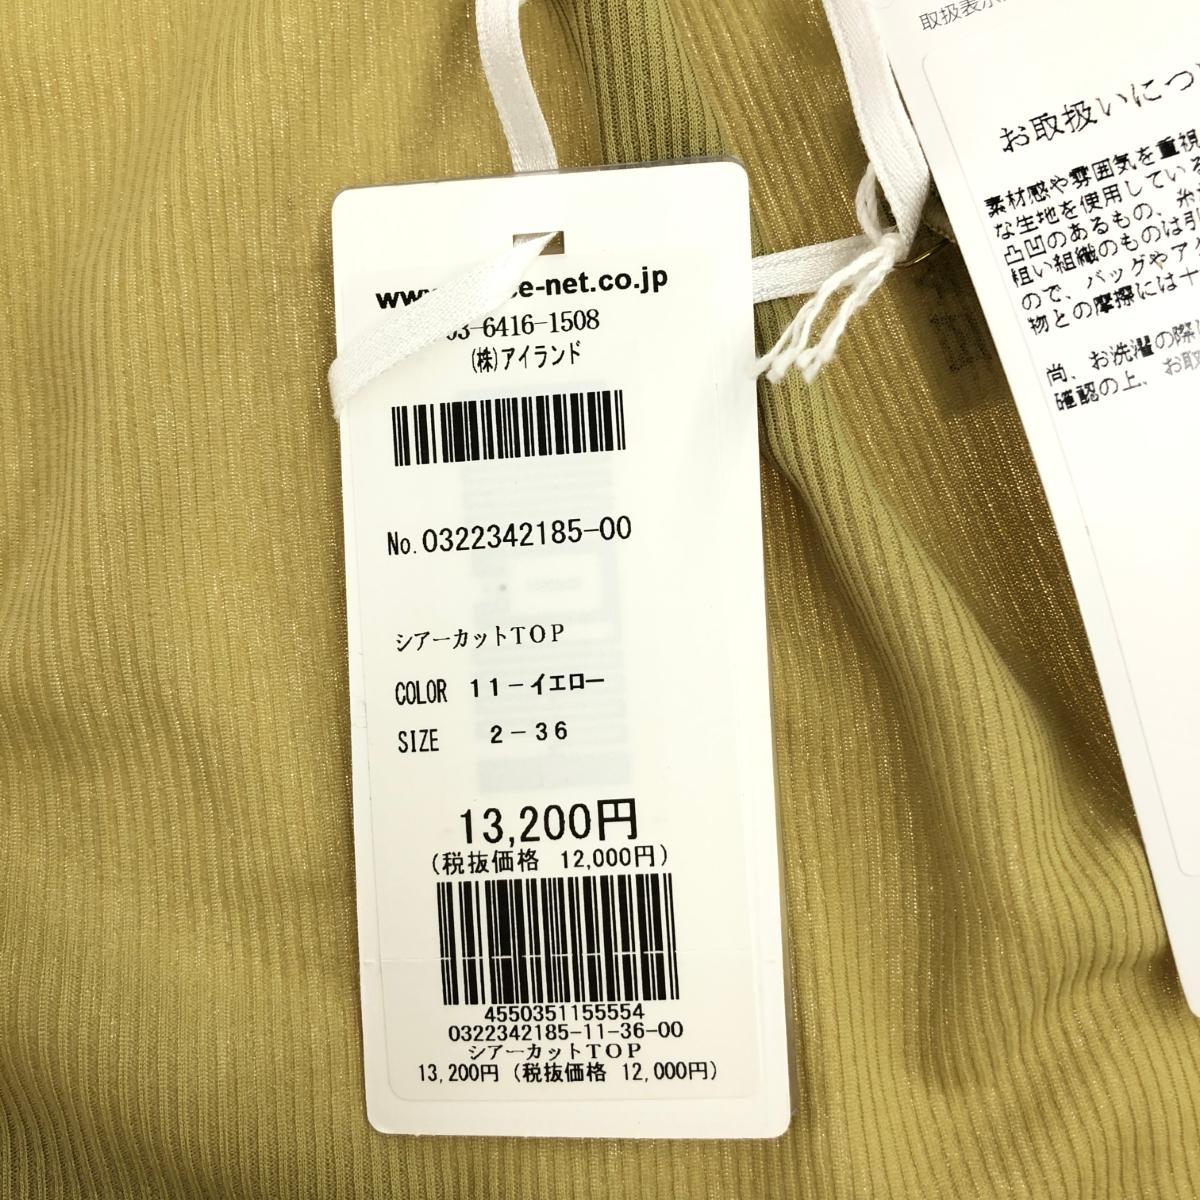 e-net.co.jp
-6416-1508
(株)アイランド
No.0322342185-00
シアーカットTOP
COLOR 11-イエロー
SIZE 2-36
13,200円
(税抜価格 12,000円)
4550351155554
0322342185-11-36-00
シアーカットTOP
13,200円 (税抜価格 12,000円)
取扱表示
お取扱いにつ
素材感や雰囲気を重視
な生地を使用している
凸凹のあるもの、糸
粗い組織のものは引
ので、バッグやア
物との摩擦には十
尚、お洗濯の際
確認の上、お取